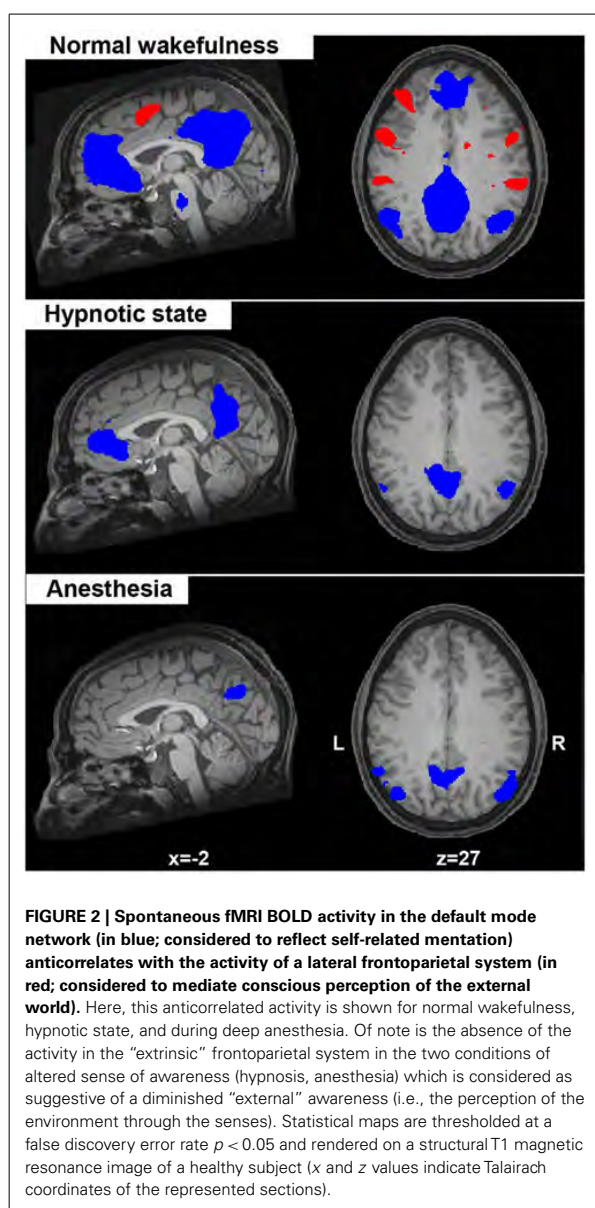 Normal wakefulness
Hypnotic state
Anesthesia
L R
x=-2 z=27
FIGURE 2 | Spontaneous fMRI BOLD activity in the default mode
network (in blue; considered to reflect self-related mentation)
anticorrelates with the activity of a lateral frontoparietal system (in
red; considered to mediate conscious perception of the external
world). Here, this anticorrelated activity is shown for normal wakefulness,
hypnotic state, and during deep anesthesia. Of note is the absence of the
activity in the “extrinsic” frontoparietal system in the two conditions of
altered sense of awareness (hypnosis, anesthesia) which is considered as
suggestive of a diminished “external” awareness (i.e., the perception of the
environment through the senses). Statistical maps are thresholded at a
false discovery error rate p < 0.05 and rendered on a structural T1 magnetic
resonance image of a healthy subject (x and z values indicate Talairach
coordinates of the represented sections).